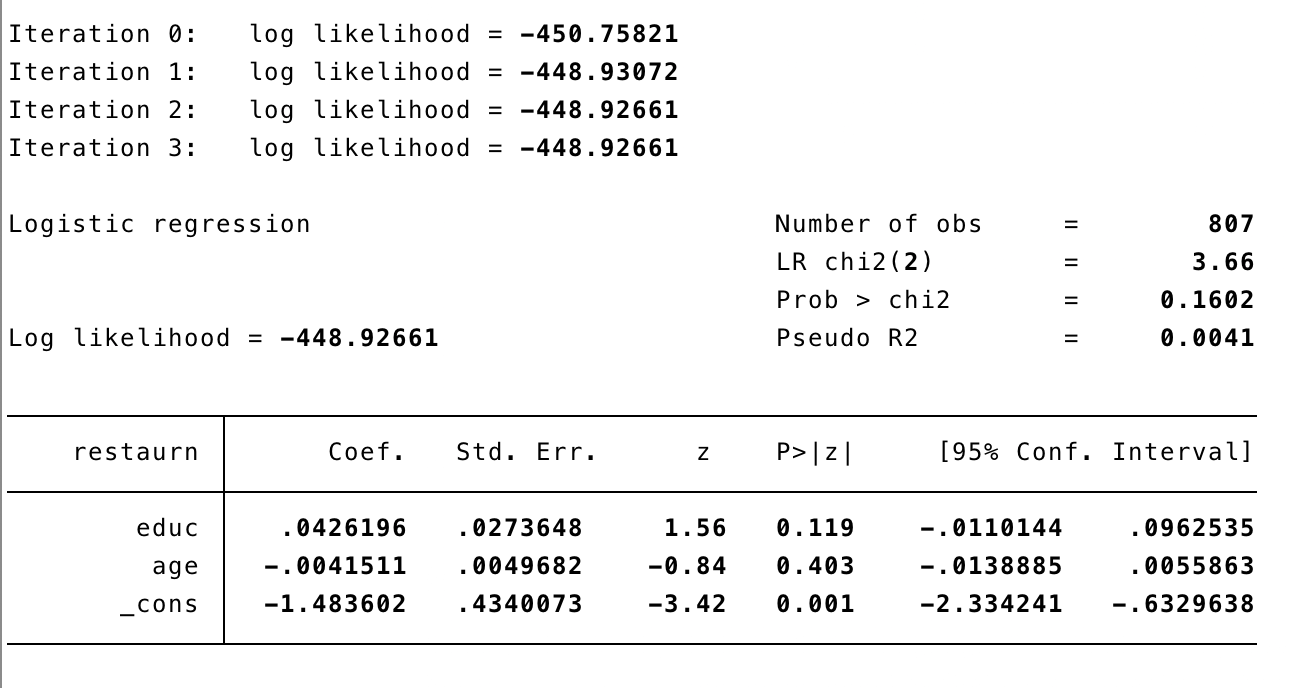 Iteration 0:   log likelihood = -450.75821
Iteration 1:   log likelihood = -448.93072
Iteration 2:   log likelihood = -448.92661
Iteration 3:   log likelihood = -448.92661
Logistic regression                             Number of obs     =        807
LR chi2(2)        =       3.66
Prob > chi2       =     0.1602
Log likelihood = -448.92661                     Pseudo R2         =     0.0041
restaurn |      Coef.   Std. Err.      z    P>|z|     [95% Conf. Interval]
educ |   .0426196   .0273648     1.56   0.119    -.0110144    .0962535
age |  -.0041511   .0049682    -0.84   0.403    -.0138885    .0055863
_cons |  -1.483602   .4340073    -3.42   0.001    -2.334241   -.6329638